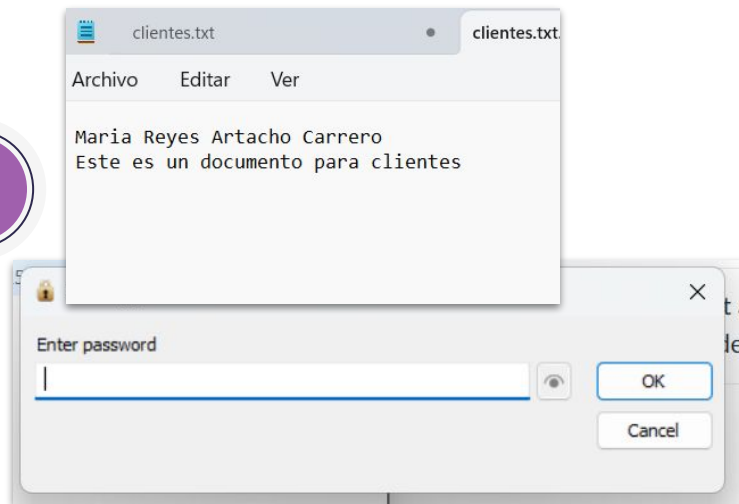 clientes.txt
clientes.txt.
Archivo Editar Ver
Maria Reyes Artacho Carrero
Este es un documento para clientes
Enter password
OK
Cancel